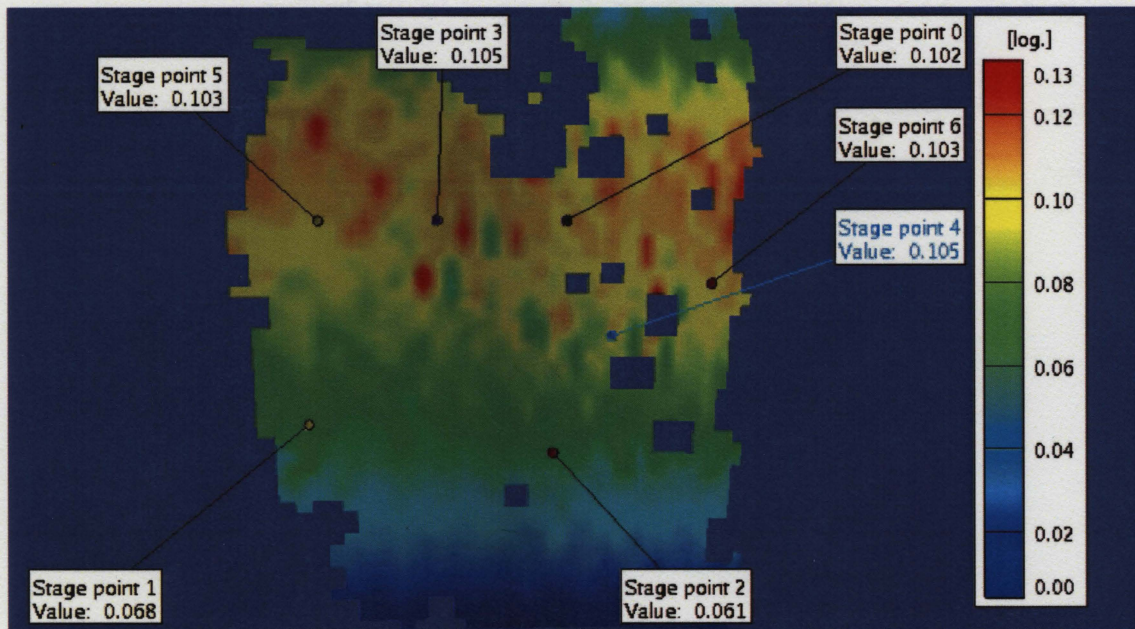 Stage point 3
Value: 0.105
Stage point 0
Value: 0.102
Stage point 5
Value: 0.103
Stage point 6
Value: 0.103
Stage point 4
Value: 0.105
Stage point 1
Value: 0.068
Stage point 2
Value: 0.061
[log.]
0.13
0.12
0.10
0.08
0.06
0.04
0.02
0.00